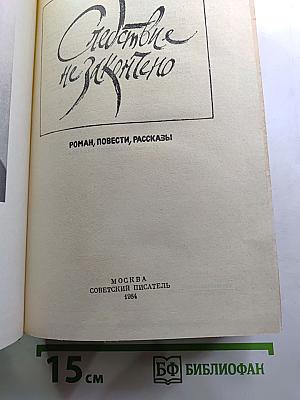 Следствие
не закончено
РОМАН, ПОВЕСТИ, РАССКАЗЫ
МОСКВА
СОВЕТСКИЙ ПИСАТЕЛЬ
1984
15 см БФ БИБЛИОФАН